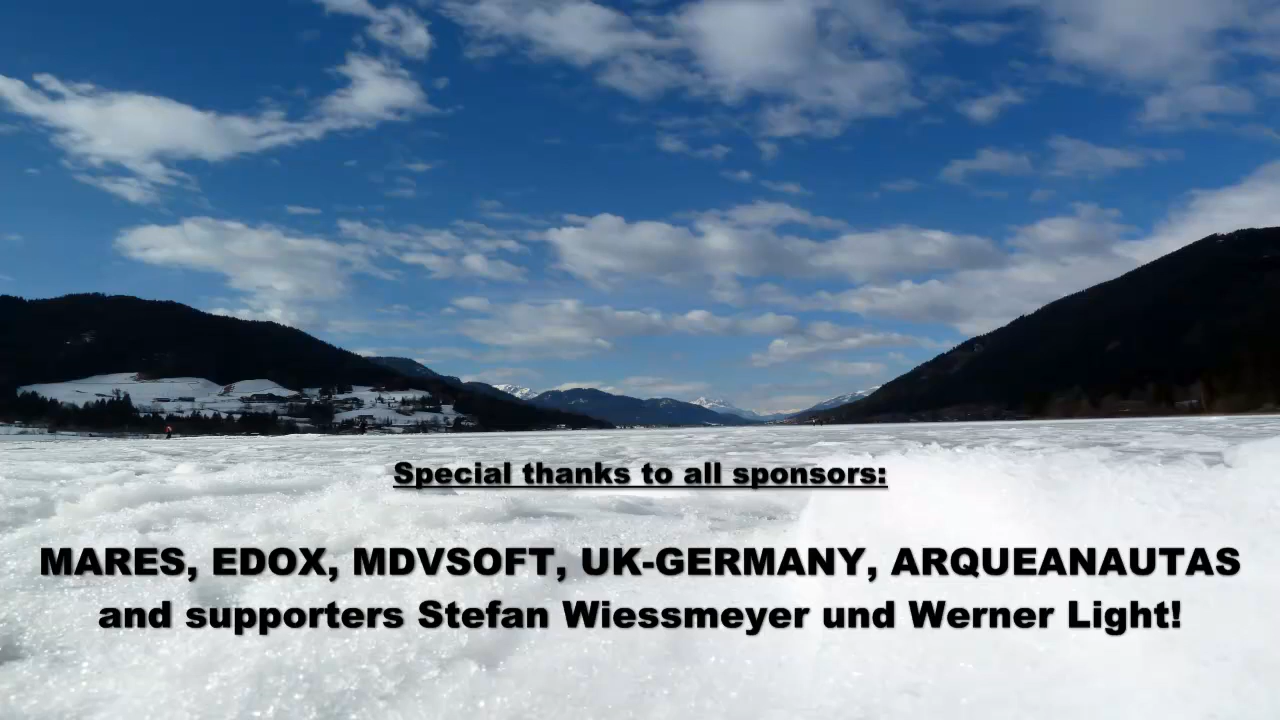 Special thanks to all sponsors:
MARES, EDOX, MDVSOFT, UK-GERMANY, ARQUEANAUTAS
and supporters Stefan Wiessmeyer und Werner Light!